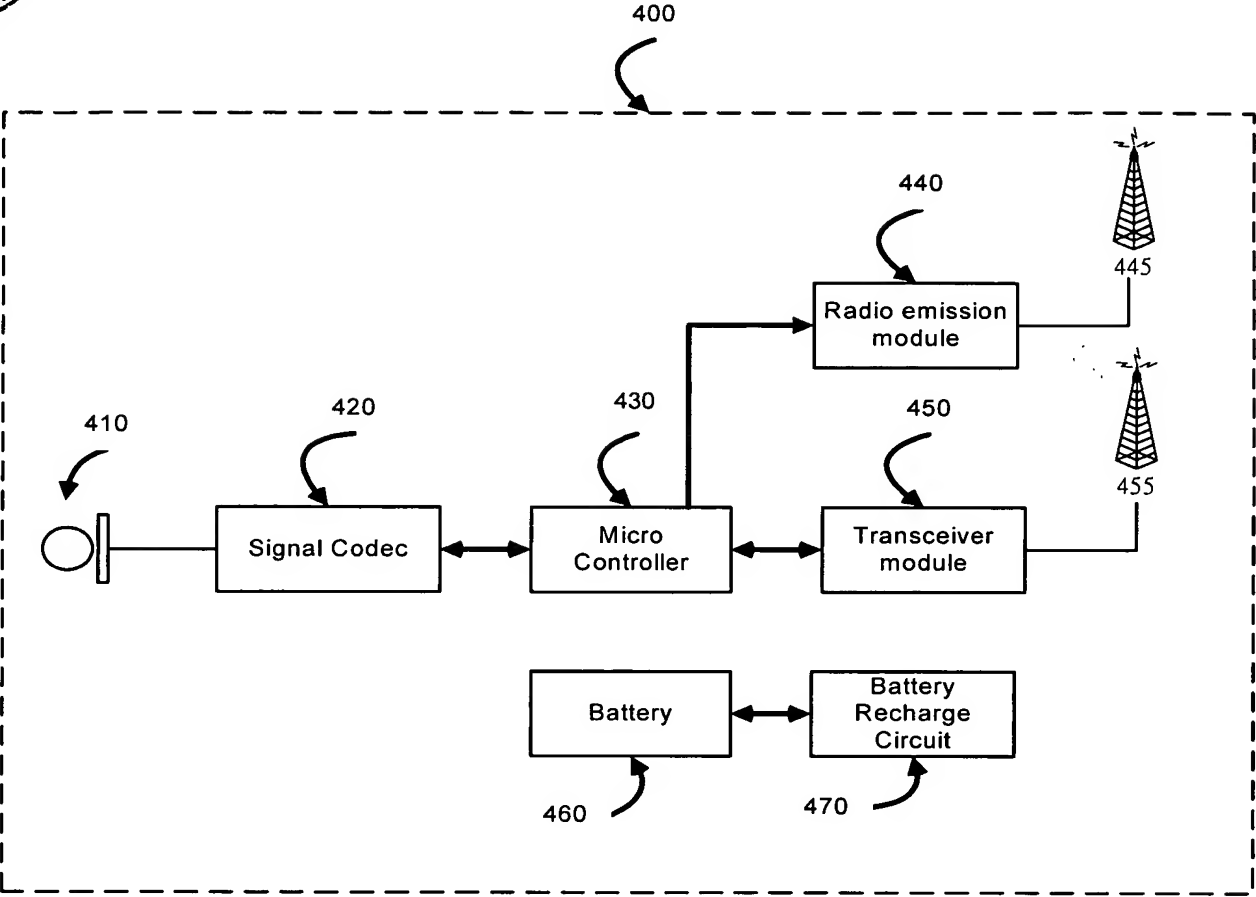 400
440
445
Radio emission
module
410
420
430
450
455
Signal Codec
Micro
Controller
Transceiver
module
Battery
Battery
Recharge
Circuit
460
470